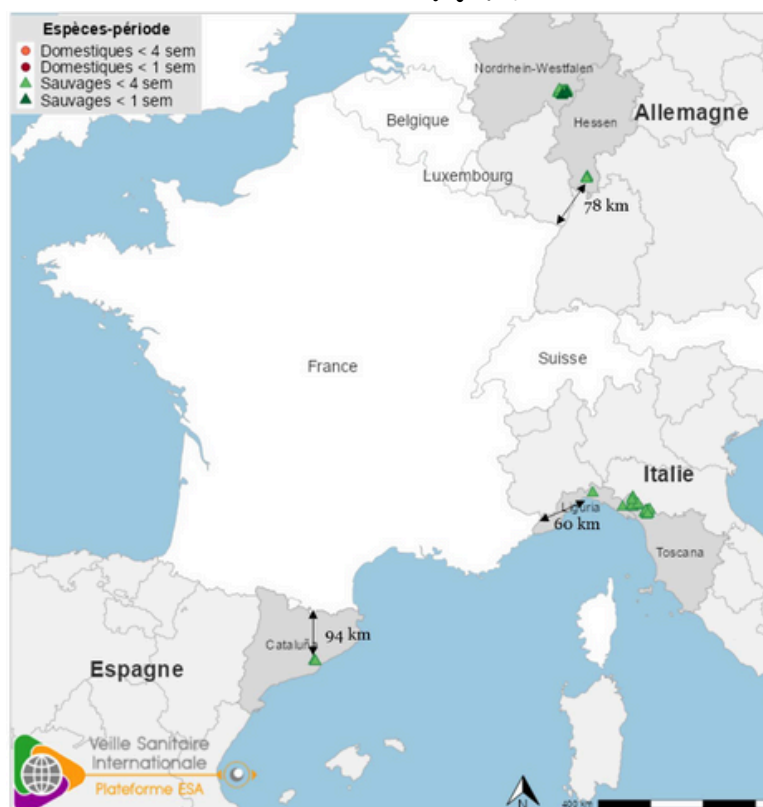 Espèces-période
Domestiques < 4 sem
Domestiques < 1 sem
Sauvages < 4 sem
Sauvages < 1 sem
Nordrhein-Westfalen
Allemagne
Belgique
Hessen
Luxembourg
78 km
France
Suisse
Italie
Liguria
60 km
Toscana
94 km
Cataluña
Espagne
Veille Sanitaire
Internationale
Plateforme ESA
N
400 km